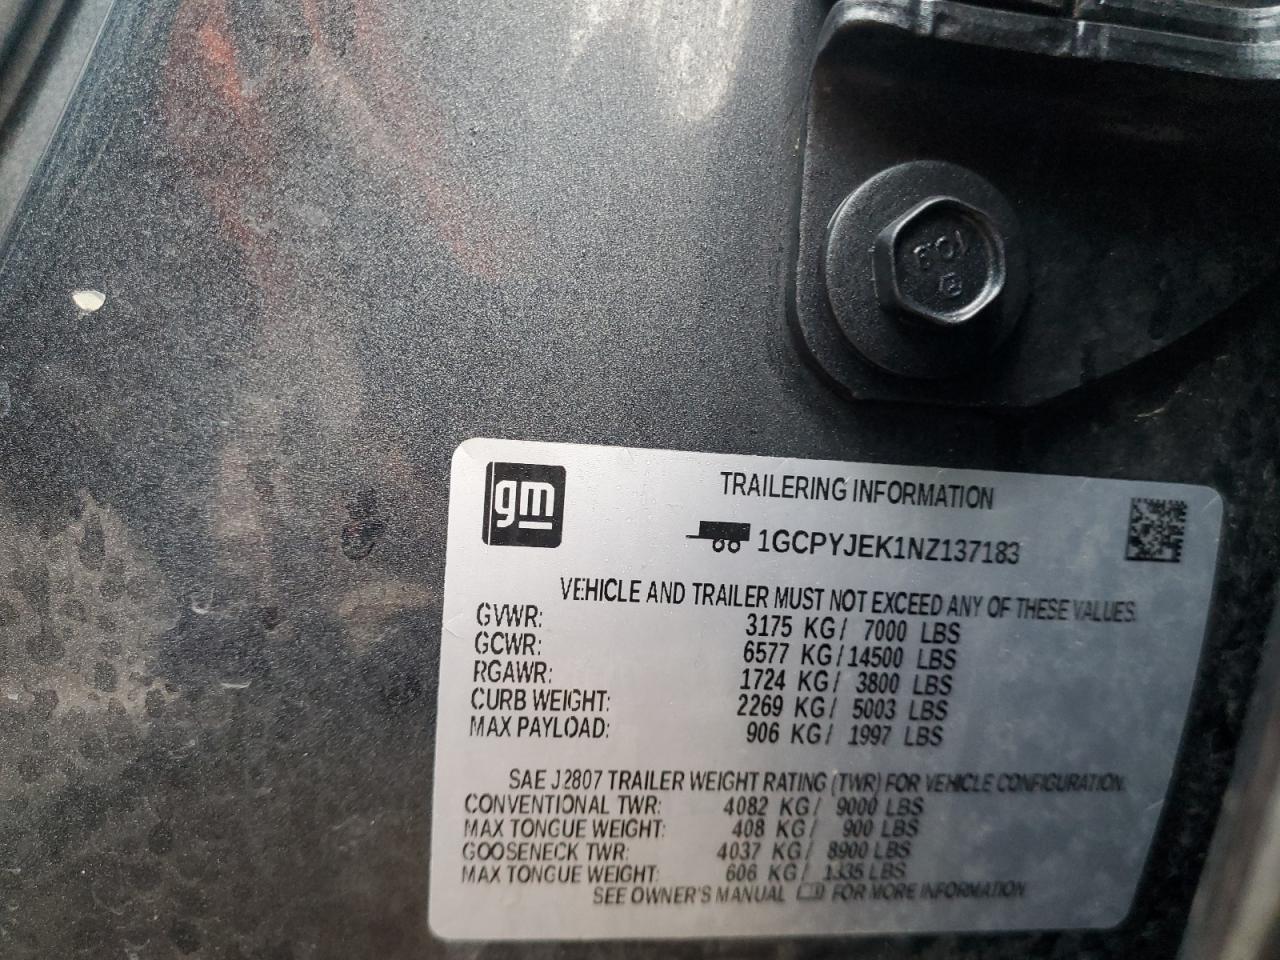 10.9
gm
TRAILERING INFORMATION
1GCPYJEK1NZ137183
VEHICLE AND TRAILER MUST NOT EXCEED ANY OF THESE VALUES.
GVWR: 3175 KG/ 7000 LBS
GCWR: 6577 KG/14500 LBS
RGAWR: 1724 KG/ 3800 LBS
CURB WEIGHT: 2269 KG/ 5003 LBS
MAX PAYLOAD: 906 KG/ 1997 LBS
SAE J2807 TRAILER WEIGHT RATING (TWR) FOR VEHICLE CONFIGURATION
CONVENTIONAL TWR: 4082 KG/ 9000 LBS
MAX TONGUE WEIGHT: 408 KG/ 900 LBS
GOOSENECK TWR: 4037 KG/ 8900 LBS
MAX TONGUE WEIGHT: 606 KG/ 1335 LBS
SEE OWNER'S MANUAL FOR MORE INFORMATION